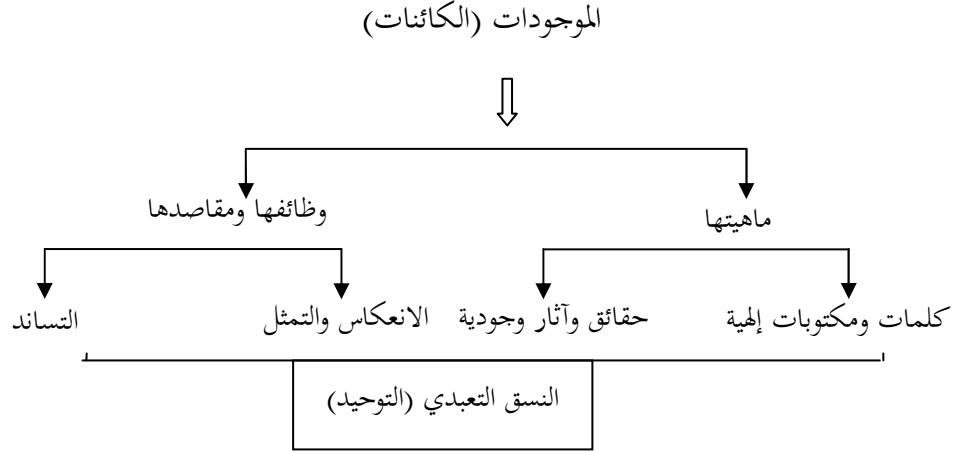 الموجودات (الكائنات)
ماهيتها
وظائفها ومقاصدها
كلمات ومكتوبات إلهية
حقائق وآثار وجودية
الانعكاس والتمثل
التساند
النسق التعبدي (التوحيد)